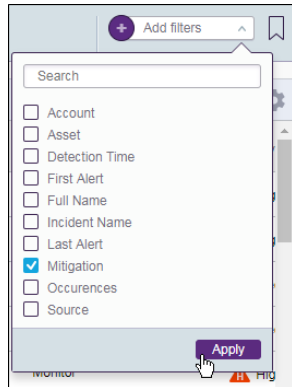 Add filters
Search
Account
Asset
Detection Time
First Alert
Full Name
Incident Name
Last Alert
Mitigation
Occurences
Source
Apply
Monitor
Hig